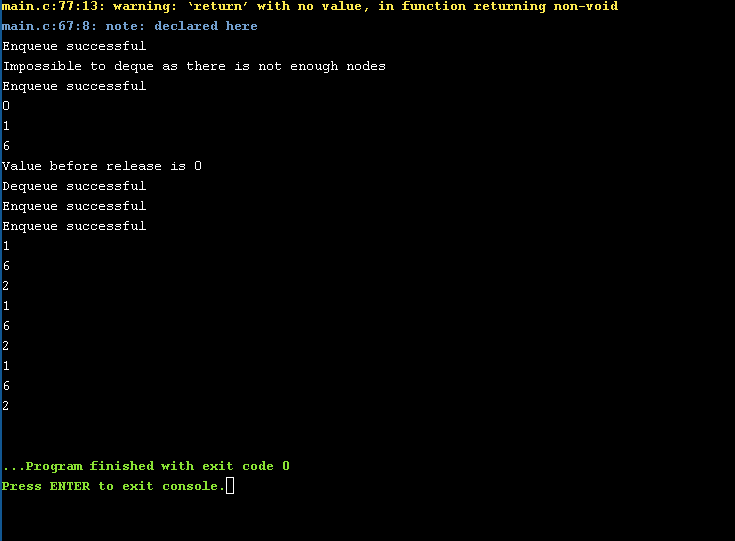 main.c:77:13: warning: ‘return’ with no value, in function returning non-void
main.c:67:8: note: declared here
Enqueue successful
Impossible to deque as there is not enough nodes
Enqueue successful
0
1
6
Value before release is 0
Dequeue successful
Enqueue successful
Enqueue successful
1
6
2
1
6
2
1
6
2
...Program finished with exit code 0
Press ENTER to exit console.